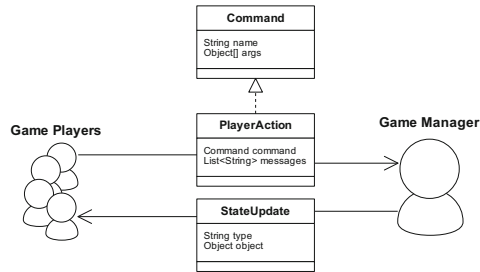 Command
String name
Object[] args
Game Players
PlayerAction
Game Manager
Command command
List<String> messages
StateUpdate
String type
Object object